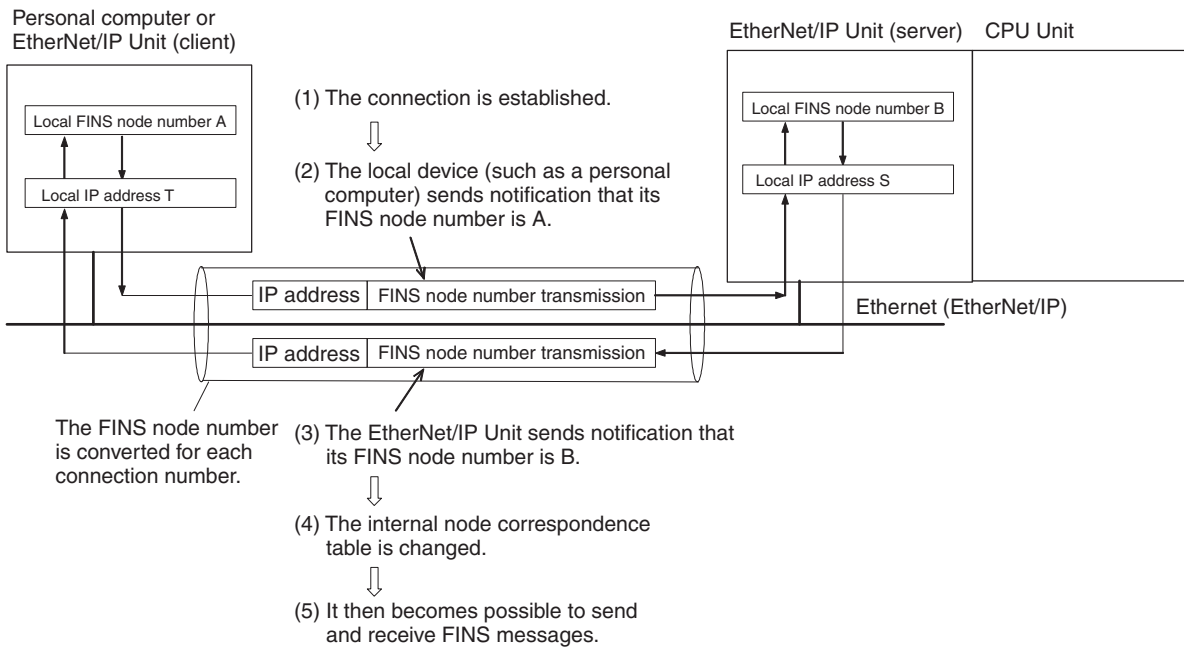 Personal computer or
EtherNet/IP Unit (client)
EtherNet/IP Unit (server)
CPU Unit
Local FINS node number A
Local IP address T
(1) The connection is established.
(2) The local device (such as a personal
computer) sends notification that its
FINS node number is A.
Local FINS node number B
Local IP address S
IP address
FINS node number transmission
Ethernet (EtherNet/IP)
IP address
FINS node number transmission
The FINS node number
is converted for each
connection number.
(3) The EtherNet/IP Unit sends notification that
its FINS node number is B.
(4) The internal node correspondence
table is changed.
(5) It then becomes possible to send
and receive FINS messages.